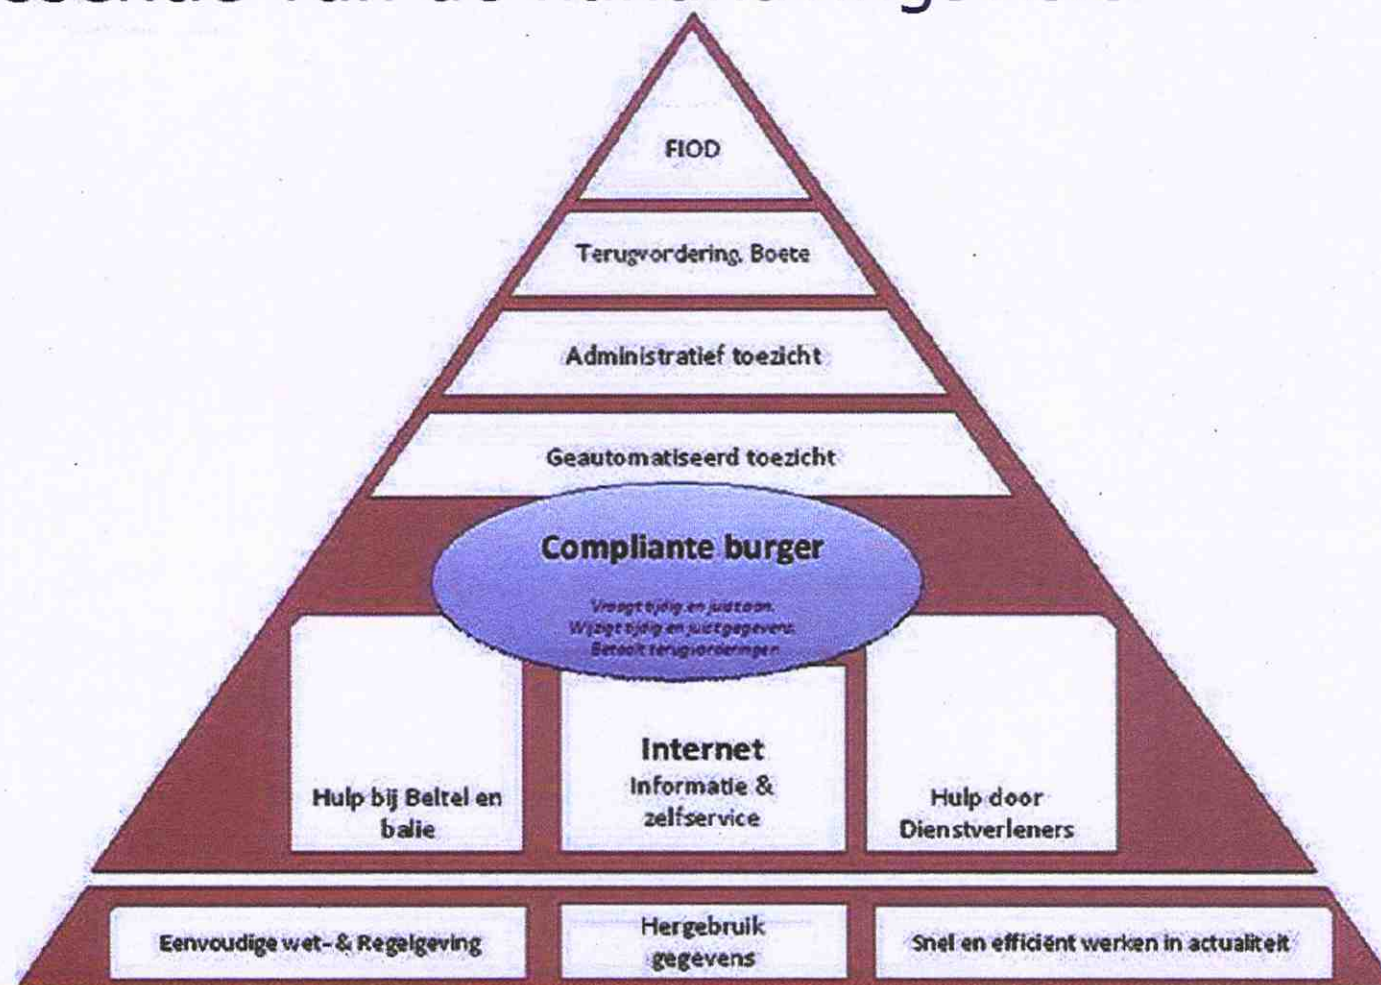 van de
FIOD
Terugvordering, Boete
Administratief toezicht
Geautomatiseerd toezicht
Compliante burger
Vraagt tijdig en juist aan.
Wijzigt tijdig en juist gegevens.
Betaalt terugvorderingen
Hulp bij Beltel en
balie
Internet
Informatie &
zelfservice
Hulp door
Dienstverleners
Eenvoudige wet- & Regelgeving
Hergebruik
gegevens
Snel en efficiënt werken in actualiteit